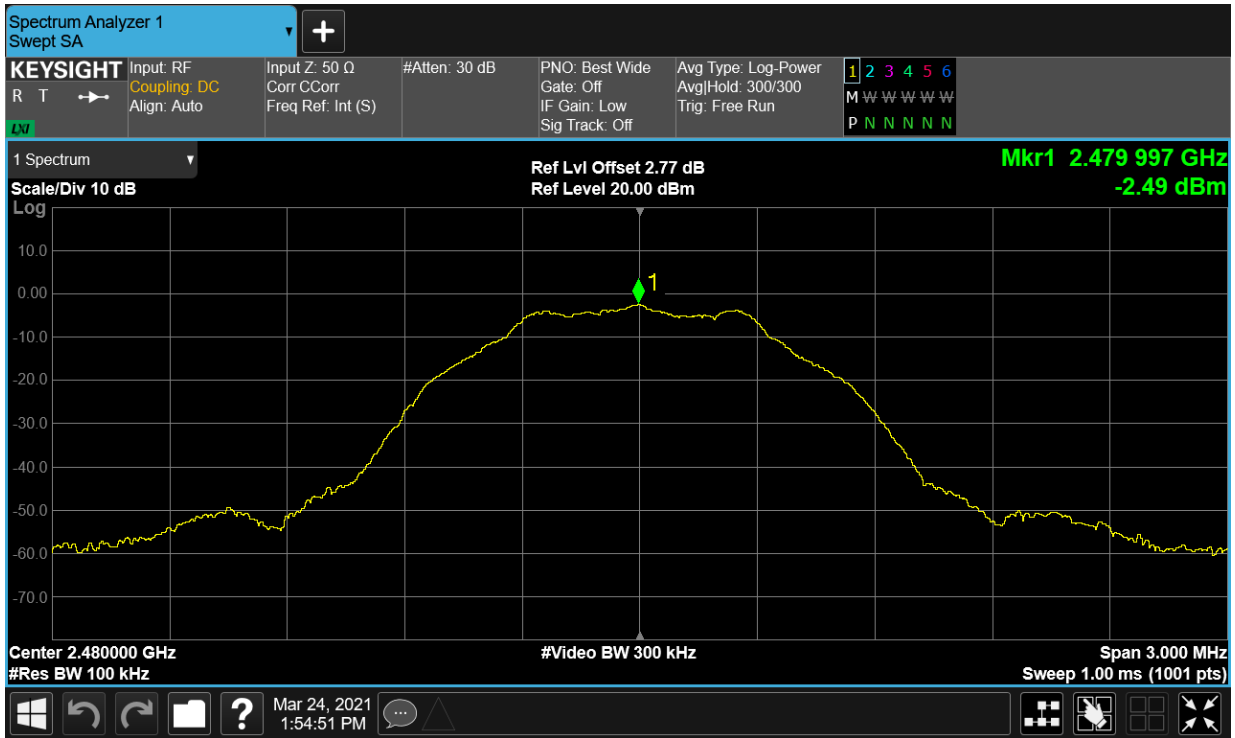 Spectrum Analyzer 1
Swept SA
KEYSIGHT
R T
LXI
Input: RF
Coupling: DC
Align: Auto
Input Z: 50 Ω
Corr CCorr
Freq Ref: Int (S)
#Atten: 30 dB
PNO: Best Wide
Gate: Off
IF Gain: Low
Sig Track: Off
Avg Type: Log-Power
Avg|Hold: 300/300
Trig: Free Run
1 2 3 4 5 6
M W W W W W
P N N N N N
1 Spectrum
Scale/Div 10 dB
Log
Ref Lvl Offset 2.77 dB
Ref Level 20.00 dBm
Mkr1 2.479 997 GHz
-2.49 dBm
1
10.0
0.00
-10.0
-20.0
-30.0
-40.0
-50.0
-60.0
-70.0
Center 2.480000 GHz
#Res BW 100 kHz
#Video BW 300 kHz
Span 3.000 MHz
Sweep 1.00 ms (1001 pts)
?
Mar 24, 2021
1:54:51 PM